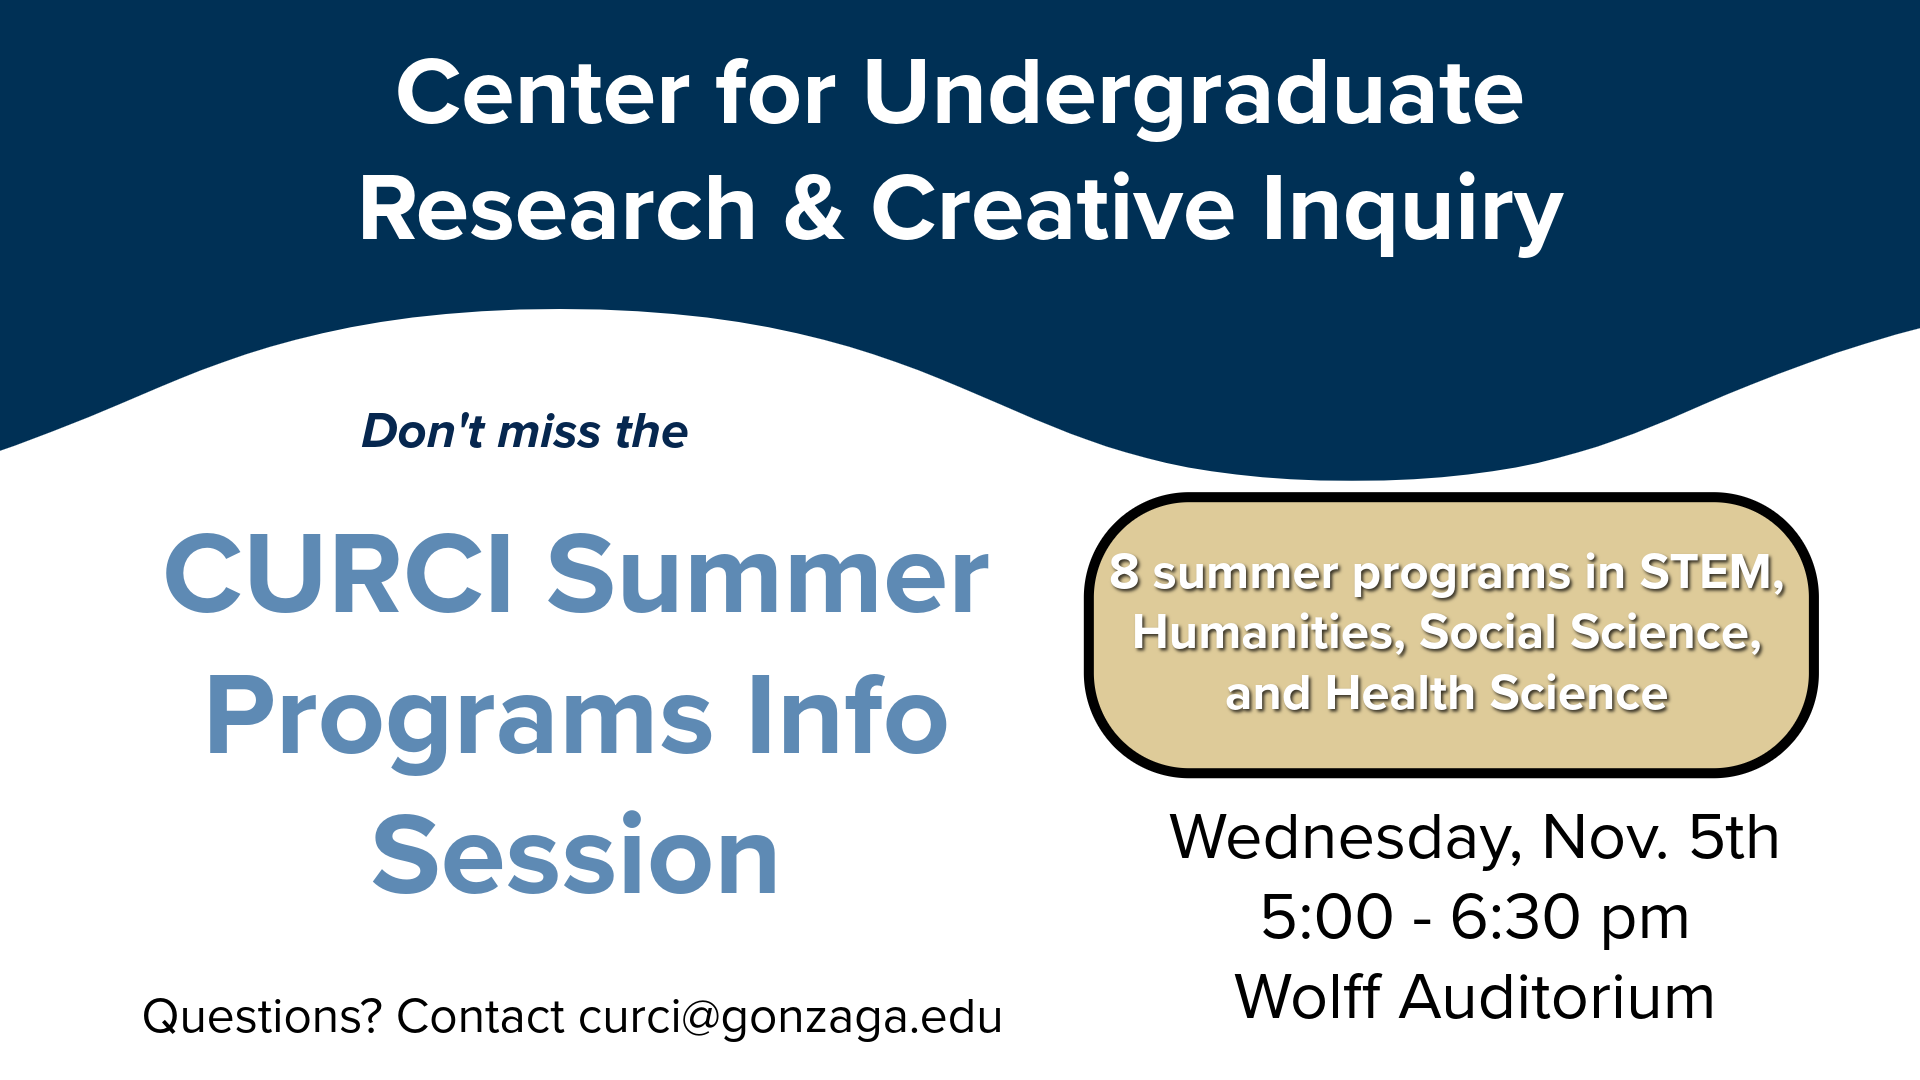 Center for Undergraduate
Research & Creative Inquiry
Don't miss the
CURCI Summer
Programs Info
Session
8 summer programs in STEM,
Humanities, Social Science,
and Health Science
Wednesday, Nov. 5th
5:00 - 6:30 pm
Wolff Auditorium
Questions? Contact curci@gonzaga.edu